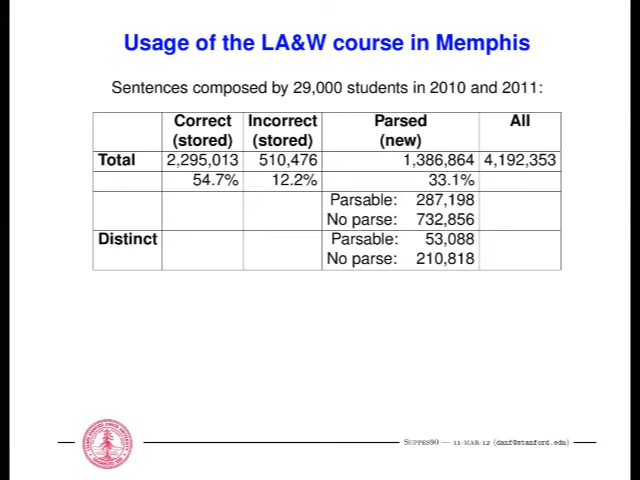 Usage of the LA&W course in Memphis
Sentences composed by 29,000 students in 2010 and 2011:
Correct Incorrect Parsed All
(stored) (stored) (new)
Total 2,295,013 510,476 1,386,864 4,192,353
54.7% 12.2% 33.1%
Parsable: 287,198
No parse: 732,856
Distinct Parsable: 53,088
No parse: 210,818
SUPPES90 — 11-MAR-12 (danf@stanford.edu)